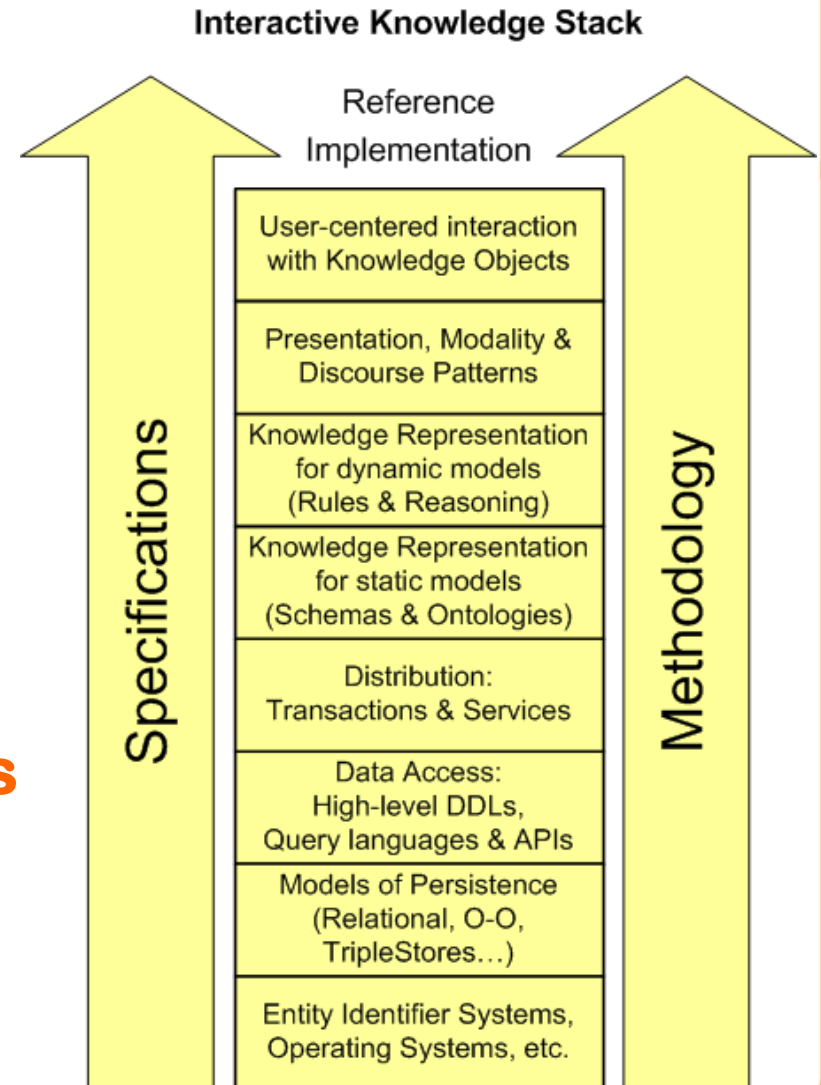 Interactive Knowledge Stack
Reference
Implementation
User-centered interaction
with Knowledge Objects
Presentation, Modality &
Discourse Patterns
Knowledge Representation
for dynamic models
(Rules & Reasoning)
Knowledge Representation
for static models
(Schemas & Ontologies)
Distribution:
Transactions & Services
Data Access:
High-level DDLs,
Query languages & APIs
Models of Persistence
(Relational, O-O,
TripleStores…)
Entity Identifier Systems,
Operating Systems, etc.
Specifications
Methodology
s